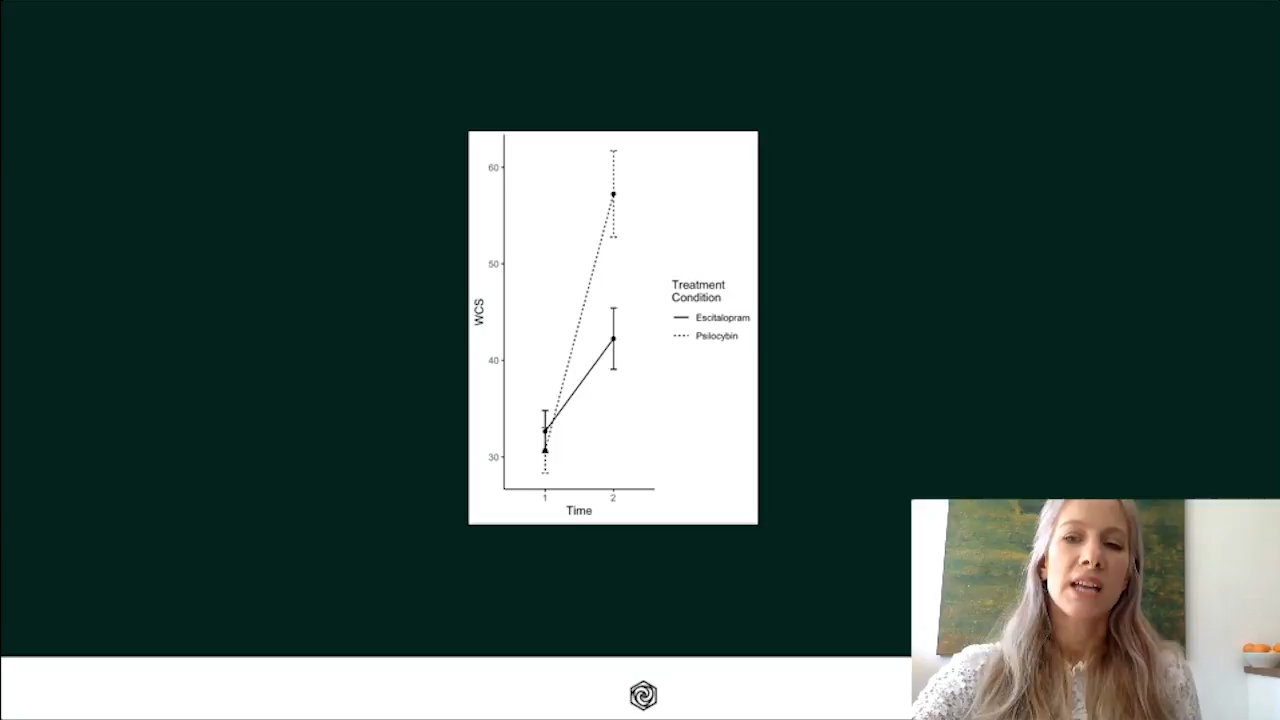 60
50
40
30
WCS
1
2
Time
Treatment
Condition
Escitalopram
Psilocybin